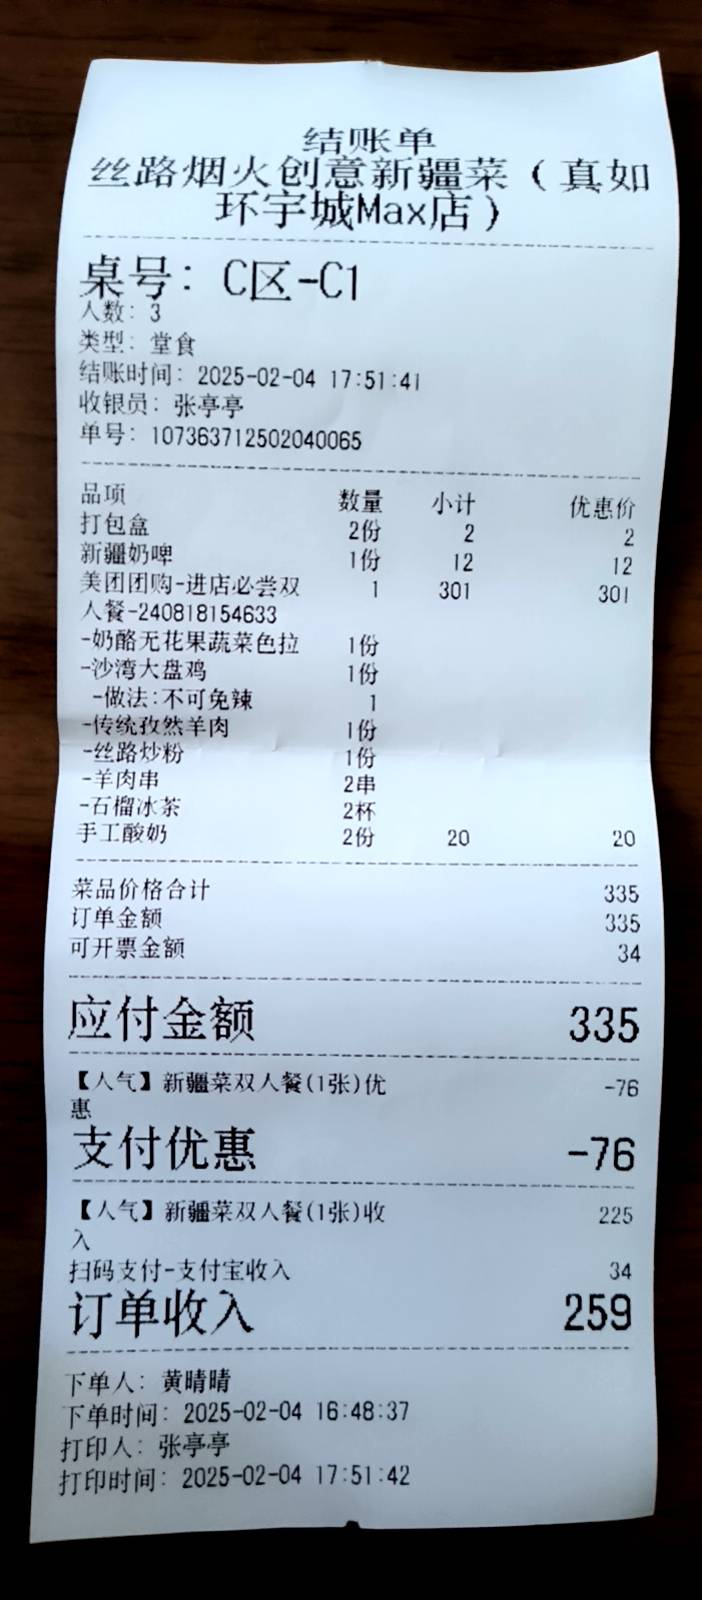 结账单
丝路烟火创意新疆菜（真如
环宇城Max店）
桌号：C区-C1
人数：3
类型：堂食
结账时间：2025-02-04 17:51:41
收银员：张亭亭
单号：107363712502040065
品项 数量 小计 优惠价
打包盒 2份 2 2
新疆奶啤 1份 12 12
美团团购-进店必尝双 1 301 301
人餐-240818154633
-奶酪无花果蔬菜色拉 1份
-沙湾大盘鸡 1份
-做法:不可免辣 1
-传统孜然羊肉 1份
-丝路炒粉 1份
-羊肉串 2串
-石榴冰茶 2杯
手工酸奶 2份 20 20
菜品价格合计 335
订单金额 335
可开票金额 34
应付金额 335
【人气】新疆菜双人餐(1张)优 -76
惠
支付优惠 -76
【人气】新疆菜双人餐(1张)收 225
入
扫码支付-支付宝收入 34
订单收入 259
下单人：黄晴晴
下单时间：2025-02-04 16:48:37
打印人：张亭亭
打印时间：2025-02-04 17:51:42